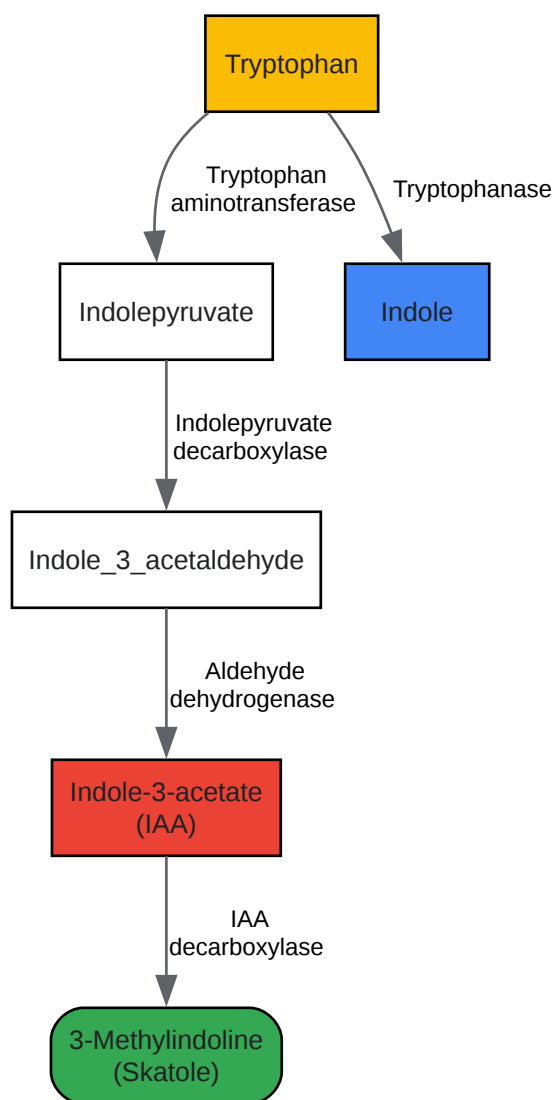 Tryptophan
Tryptophan
aminotransferase
Tryptophanase
Indolepyruvate
Indole
Indolepyruvate
decarboxylase
Indole_3_acetaldehyde
Aldehyde
dehydrogenase
Indole-3-acetate
(IAA)
IAA
decarboxylase
3-Methylindoline
(Skatole)